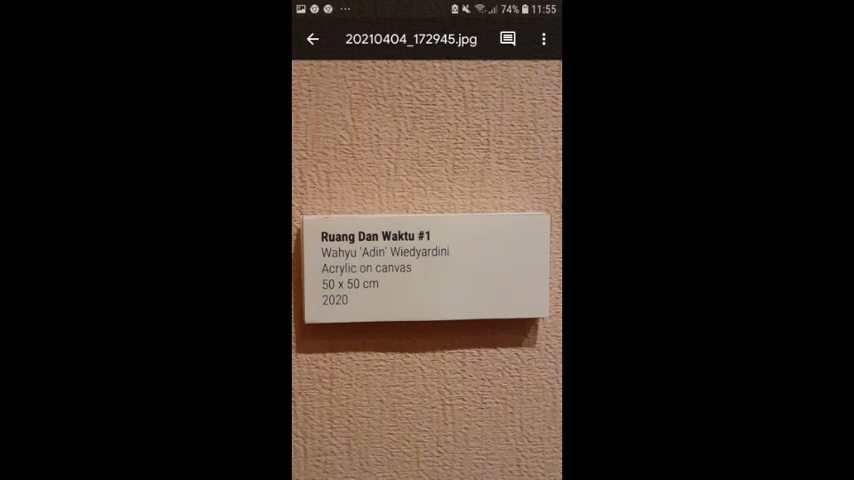 74% 11:55
20210404_172945.jpg
Ruang Dan Waktu #1
Wahyu 'Adin' Wiedyardini
Acrylic on canvas
50 x 50 cm
2020